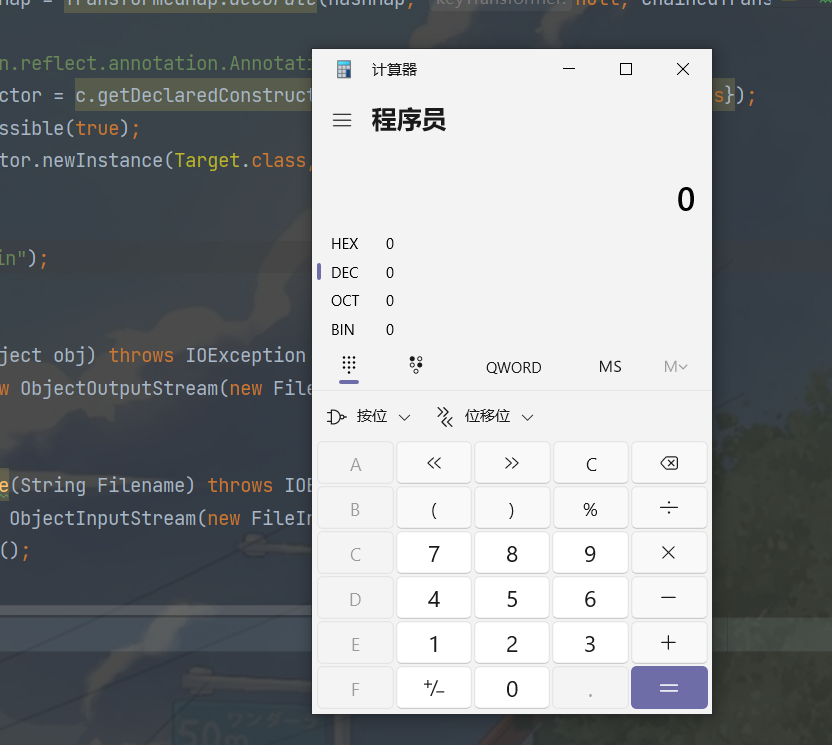 ap = TransformedMap.decorate(hashMap, keyTransformer: null, chainedTrans
n.reflect.annotation.Annotati
ctor = c.getDeclaredConstruct s});
ssible(true);
tor.newInstance(Target.class,
in");
ject obj) throws IOException
w ObjectOutputStream(new File
e(String Filename) throws IOE
ObjectInputStream(new FileIn
();
计算器
程序员
0
HEX 0
DEC 0
OCT 0
BIN 0
QWORD MS M
按位 位移位
A « » C
B ( ) % ÷
C 7 8 9 ×
D 4 5 6 −
E 1 2 3 +
F +/− 0 . =
50m ワンダー